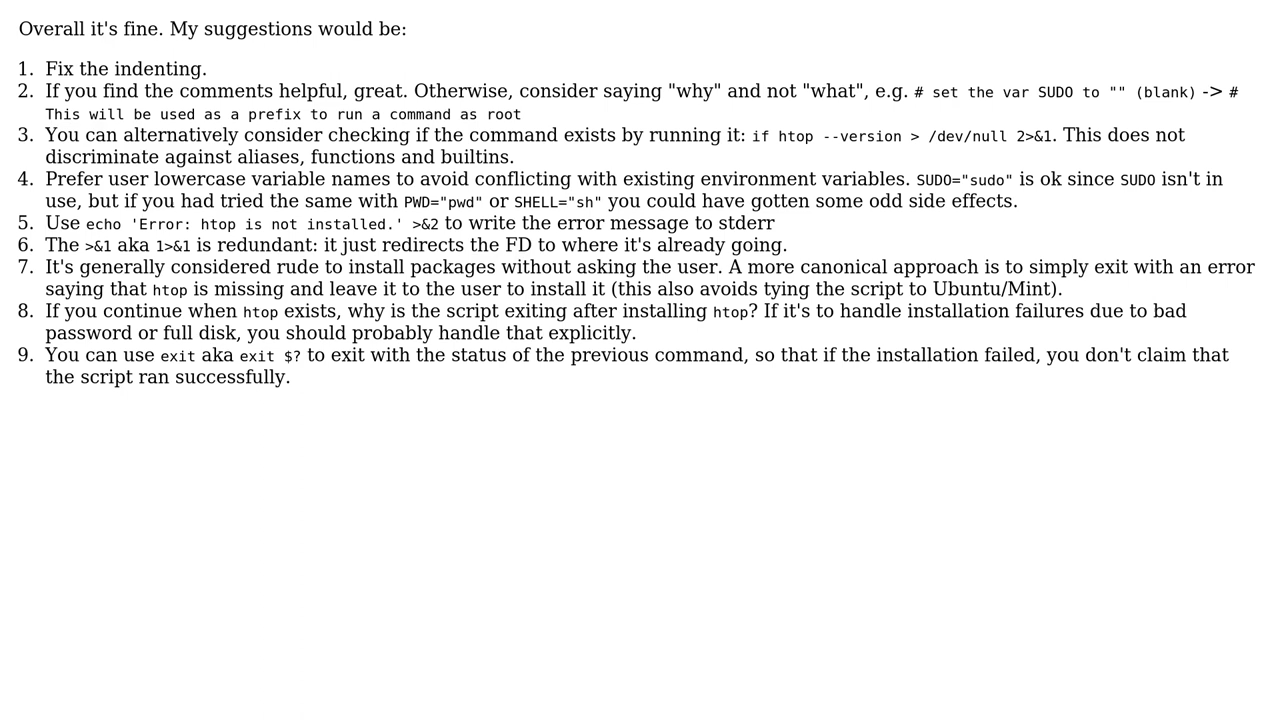 Overall it's fine. My suggestions would be:
1. Fix the indenting.
2. If you find the comments helpful, great. Otherwise, consider saying "why" and not "what", e.g. # set the var SUDO to "" (blank) -> #
This will be used as a prefix to run a command as root
3. You can alternatively consider checking if the command exists by running it: if htop --version > /dev/null 2>&1. This does not
discriminate against aliases, functions and builtins.
4. Prefer user lowercase variable names to avoid conflicting with existing environment variables. SUDO="sudo" is ok since SUDO isn't in
use, but if you had tried the same with PWD="pwd" or SHELL="sh" you could have gotten some odd side effects.
5. Use echo 'Error: htop is not installed.' >&2 to write the error message to stderr
6. The >&1 aka 1>&1 is redundant: it just redirects the FD to where it's already going.
7. It's generally considered rude to install packages without asking the user. A more canonical approach is to simply exit with an error
saying that htop is missing and leave it to the user to install it (this also avoids tying the script to Ubuntu/Mint).
8. If you continue when htop exists, why is the script exiting after installing htop? If it's to handle installation failures due to bad
password or full disk, you should probably handle that explicitly.
9. You can use exit aka exit $? to exit with the status of the previous command, so that if the installation failed, you don't claim that
the script ran successfully.